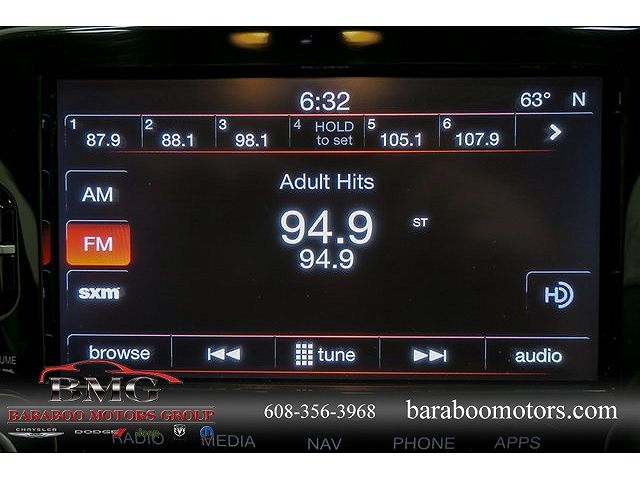 6:32
63° N
1 87.9
2 88.1
3 98.1
4 HOLD to set
5 105.1
6 107.9
Adult Hits
AM
94.9 ST
FM
94.9
sxm
HD
browse
tune
audio
BMG
BARABOO MOTORS GROUP
608-356-3968
baraboomotors.com
CHRYSLER DODGE Jeep RAM
RADIO MEDIA NAV PHONE APPS